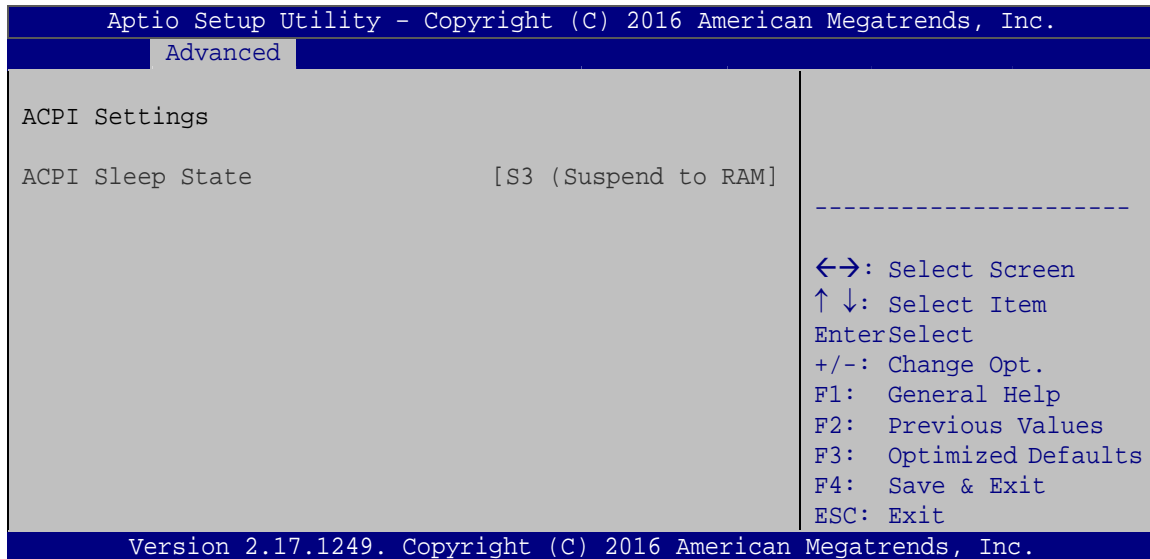 Aptio Setup Utility – Copyright (C) 2016 American Megatrends, Inc.
Advanced
ACPI Settings
ACPI Sleep State [S3 (Suspend to RAM]
----------------------
←→: Select Screen
↑ ↓: Select Item
EnterSelect
+/-: Change Opt.
F1: General Help
F2: Previous Values
F3: Optimized Defaults
F4: Save & Exit
ESC: Exit
Version 2.17.1249. Copyright (C) 2016 American Megatrends, Inc.